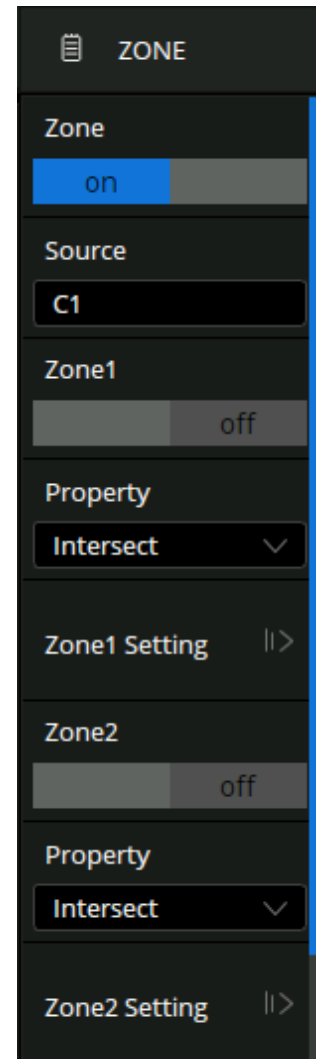 ZONE
Zone
on
Source
C1
Zone1
off
Property
Intersect
Zone1 Setting
Zone2
off
Property
Intersect
Zone2 Setting